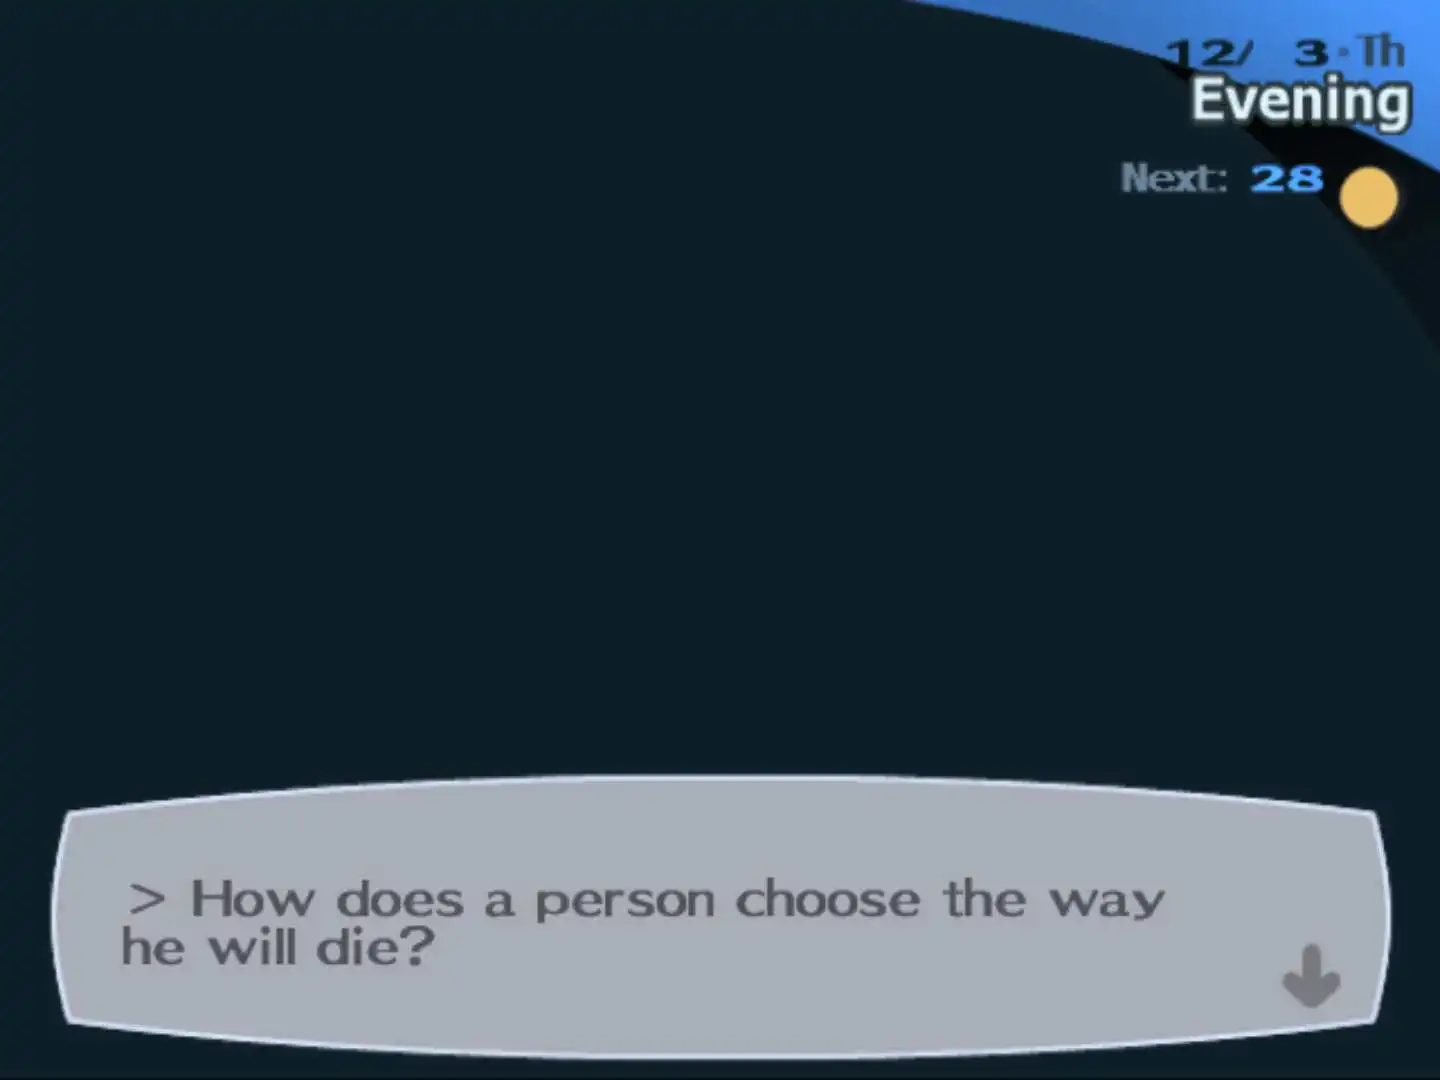 12/ 3·Th
Evening
Next: 28
> How does a person choose the way
he will die?